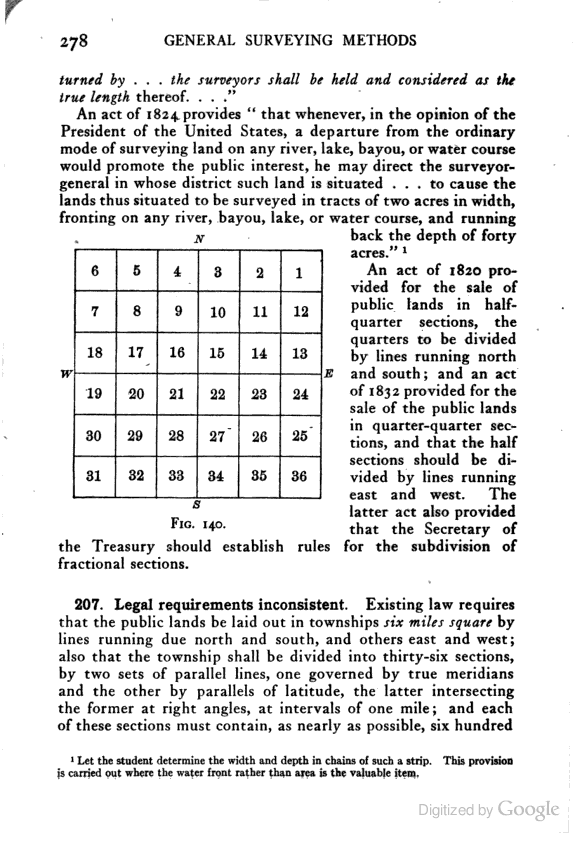 278 GENERAL SURVEYING METHODS
turned by . . . the surveyors shall be held and considered as the
true length thereof. . . ."
An act of 1824 provides " that whenever, in the opinion of the
President of the United States, a departure from the ordinary
mode of surveying land on any river, lake, bayou, or water course
would promote the public interest, he may direct the surveyor-
general in whose district such land is situated . . . to cause the
lands thus situated to be surveyed in tracts of two acres in width,
fronting on any river, bayou, lake, or water course, and running
back the depth of forty
acres." 1
An act of 1820 pro-
vided for the sale of
public lands in half-
quarter sections, the
quarters to be divided
by lines running north
and south; and an act
of 1832 provided for the
sale of the public lands
in quarter-quarter sec-
tions, and that the half
sections should be di-
vided by lines running
east and west. The
latter act also provided
that the Secretary of
N
6 5 4 3 2 1
7 8 9 10 11 12
18 17 16 15 14 13
W E
19 20 21 22 23 24
30 29 28 27 26 25
31 32 33 34 35 36
S
FIG. 140.
the Treasury should establish rules for the subdivision of
fractional sections.
207. Legal requirements inconsistent. Existing law requires
that the public lands be laid out in townships six miles square by
lines running due north and south, and others east and west;
also that the township shall be divided into thirty-six sections,
by two sets of parallel lines, one governed by true meridians
and the other by parallels of latitude, the latter intersecting
the former at right angles, at intervals of one mile; and each
of these sections must contain, as nearly as possible, six hundred
1 Let the student determine the width and depth in chains of such a strip. This provision
is carried out where the water front rather than area is the valuable item.
Digitized by Google